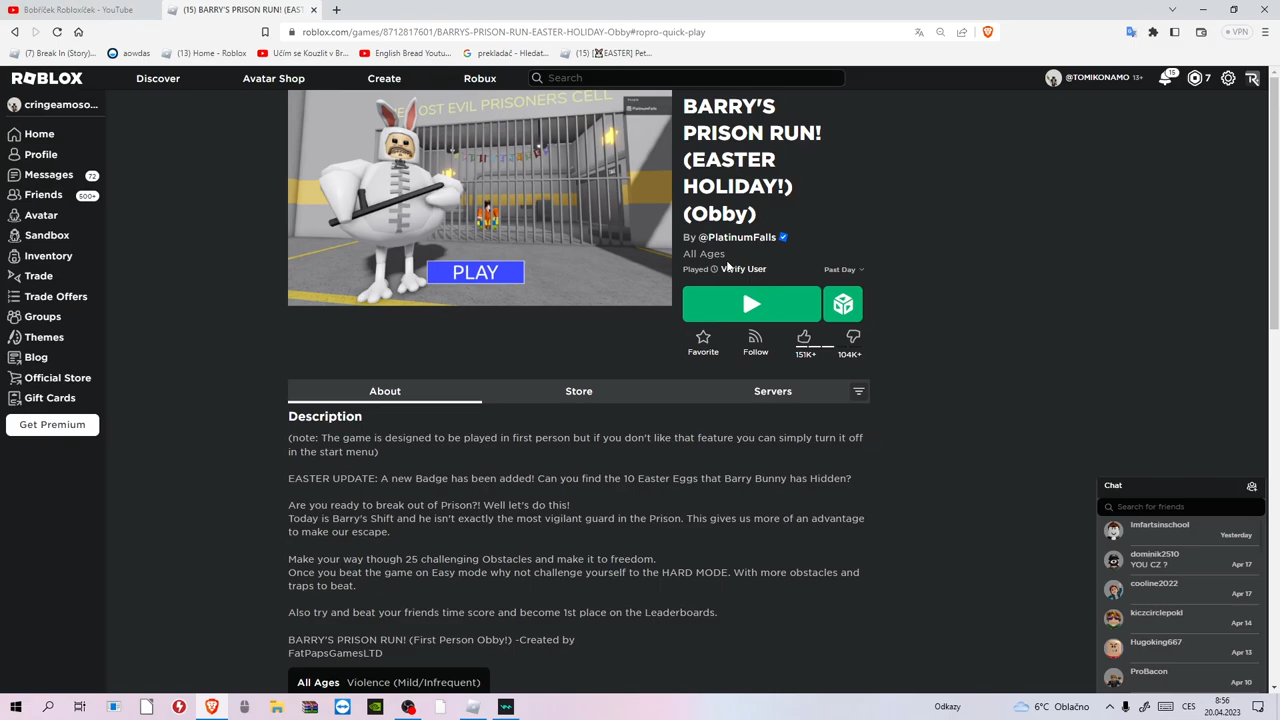 Bobříček Robloxíček - YouTube
(15) BARRY'S PRISON RUN! (EAST
roblox.com/games/8712817601/BARRYS-PRISON-RUN-EASTER-HOLIDAY-Obby#ropro-quick-play
VPN
(7) Break In (Story)...
aowdas
(13) Home - Roblox
Učím se Kouzlit v Br...
English Bread Youtu...
prekladač - Hledat...
EASTER] Pet...
ROBLOX
Discover
Avatar Shop
Create
Robux
Search
@TOMIKONAMO 13+
15
7
cringeamoso...
Home
Profile
Messages 72
Friends 500+
Avatar
Sandbox
Inventory
Trade
Trade Offers
Groups
Themes
Blog
Official Store
Gift Cards
Get Premium
OST EVIL PRISONERS CELL
PlatinumFalls
PLAY
BARRY'S
PRISON RUN!
(EASTER
HOLIDAY!)
(Obby)
By @PlatinumFalls
All Ages
Played Verify User
Past Day
Favorite
Follow
151K+
104K+
About
Store
Servers
Description
(note: The game is designed to be played in first person but if you don't like that feature you can simply turn it off
in the start menu)
EASTER UPDATE: A new Badge has been added! Can you find the 10 Easter Eggs that Barry Bunny has Hidden?
Are you ready to break out of Prison?! Well let's do this!
Today is Barry's Shift and he isn't exactly the most vigilant guard in the Prison. This gives us more of an advantage
to make our escape.
Make your way though 25 challenging Obstacles and make it to freedom.
Once you beat the game on Easy mode why not challenge yourself to the HARD MODE. With more obstacles and
traps to beat.
Also try and beat your friends time score and become 1st place on the Leaderboards.
BARRY'S PRISON RUN! (First Person Obby!) -Created by
FatPapsGamesLTD
All Ages Violence (Mild/Infrequent)
Chat
Search for friends
Imfartsinschool
Yesterday
dominik2510
YOU CZ ?
Apr 17
cooline2022
Apr 17
kiczcirclepokl
Apr 14
Hugoking667
Apr 13
ProBacon
Apr 10
Odkazy
6°C Oblačno
CES
8:56
20.04.2023